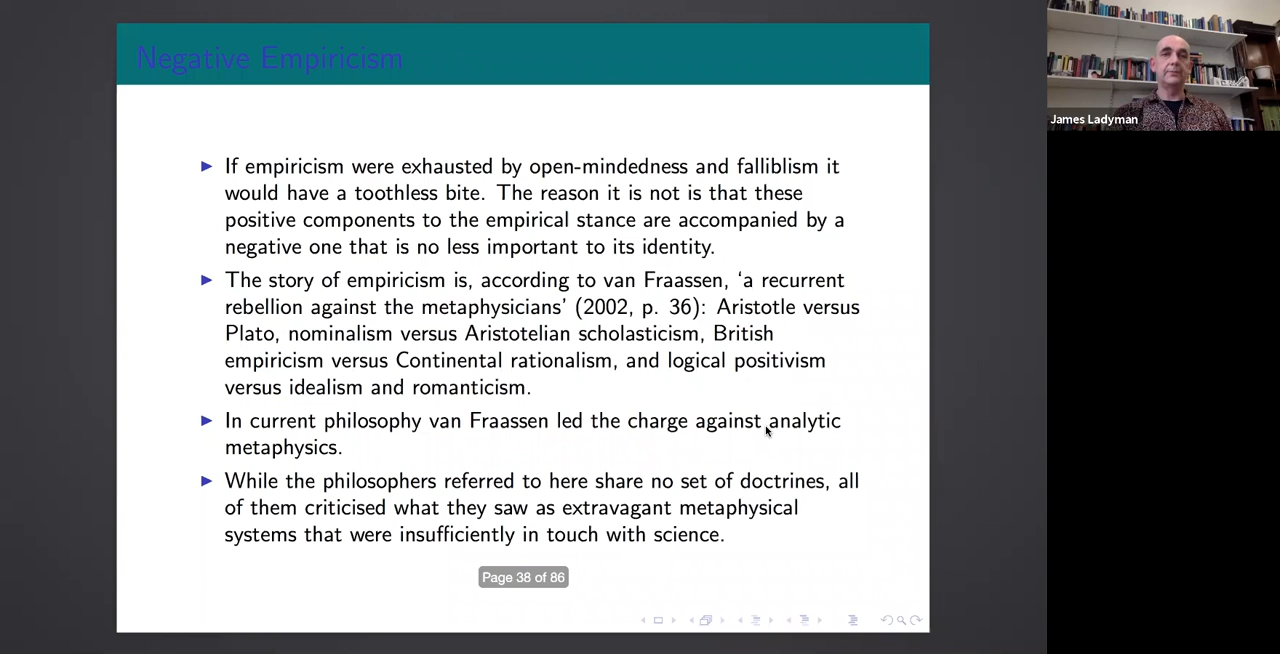 Negative Empiricism
If empiricism were exhausted by open-mindedness and falliblism it
would have a toothless bite. The reason it is not is that these
positive components to the empirical stance are accompanied by a
negative one that is no less important to its identity.
The story of empiricism is, according to van Fraassen, ‘a recurrent
rebellion against the metaphysicians’ (2002, p. 36): Aristotle versus
Plato, nominalism versus Aristotelian scholasticism, British
empiricism versus Continental rationalism, and logical positivism
versus idealism and romanticism.
In current philosophy van Fraassen led the charge against analytic
metaphysics.
While the philosophers referred to here share no set of doctrines, all
of them criticised what they saw as extravagant metaphysical
systems that were insufficiently in touch with science.
Page 38 of 86
James Ladyman